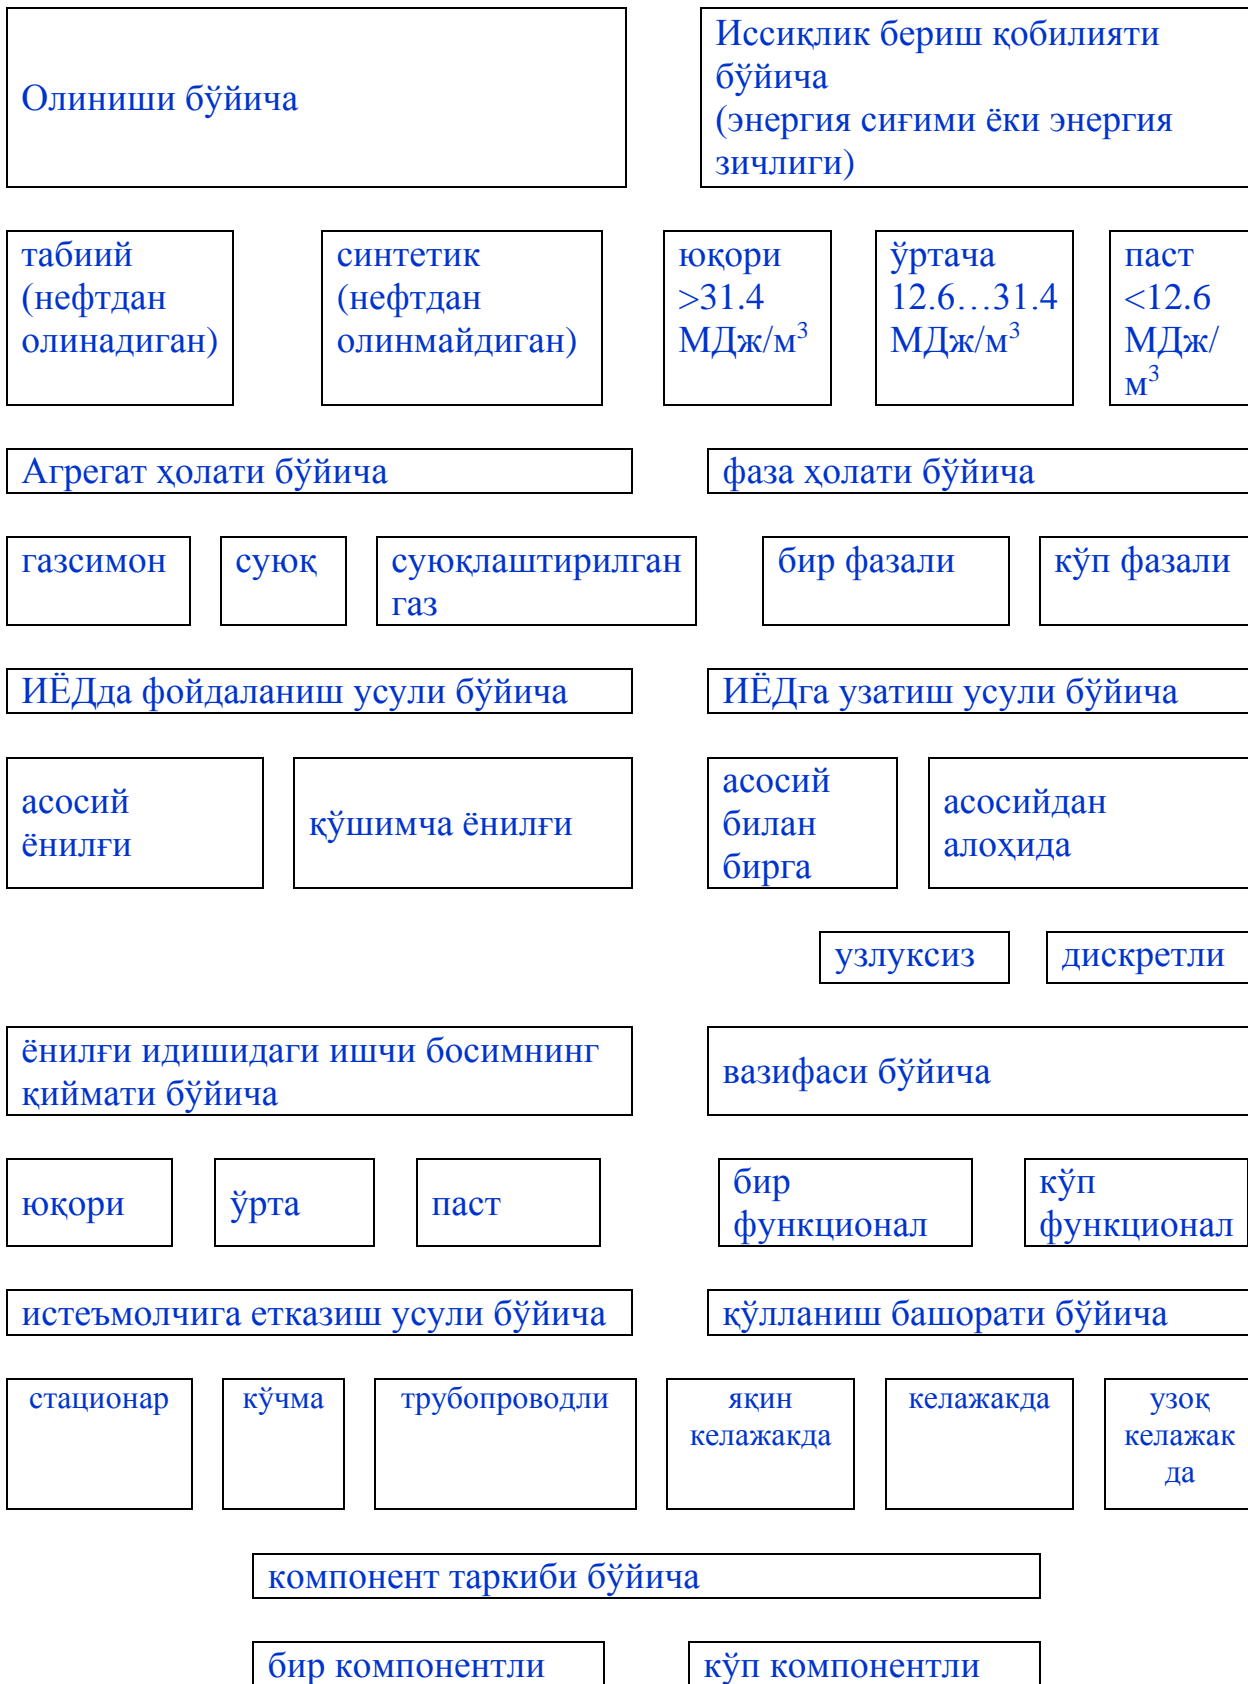 Олиниши бўйича
Иссиқлик бериш қобилияти
бўйича
(энергия сиғими ёки энергия
зичлиги)
табиий
(нефтдан
олинадиган)
синтетик
(нефтдан
олинмайдиган)
юқори
>31.4
МДж/м³
ўртача
12.6…31.4
МДж/м³
паст
<12.6
МДж/
м³
Агрегат ҳолати бўйича
фаза ҳолати бўйича
газсимон
суюқ
суюқлаштирилган
газ
бир фазали
кўп фазали
ИЁДда фойдаланиш усули бўйича
ИЁДга узатиш усули бўйича
асосий
ёнилғи
қўшимча ёнилғи
асосий
билан
бирга
асосийдан
алоҳида
узлуксиз
дискретли
ёнилғи идишидаги ишчи босимнинг
қиймати бўйича
вазифаси бўйича
юқори
ўрта
паст
бир
функционал
кўп
функционал
истеъмолчига етказиш усули бўйича
қўлланиш башорати бўйича
стационар
кўчма
трубопроводли
яқин
келажакда
келажакда
узоқ
келажак
да
компонент таркиби бўйича
бир компонентли
кўп компонентли